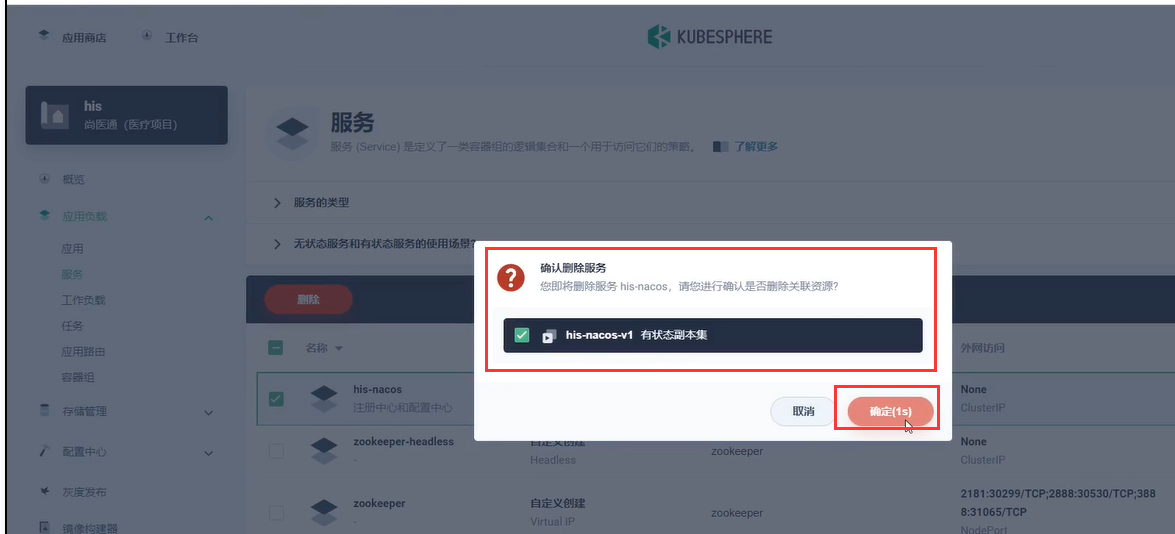 应用商店
工作台
KUBESPHERE
his
尚医通（医疗项目）
概览
应用负载
应用
服务
工作负载
任务
应用路由
容器组
存储管理
配置中心
灰度发布
镜像构建器
服务
服务 (Service) 是定义了一类容器组的逻辑集合和一个用于访问它们的策略。
了解更多
服务的类型
无状态服务和有状态服务的使用场景?
删除
确认删除服务
您即将删除服务 his-nacos，请您进行确认是否删除关联资源?
his-nacos-v1 有状态副本集
取消
确定(1s)
名称
外网访问
his-nacos
注册中心和配置中心
None
ClusterIP
zookeeper-headless
-
自定义创建
Headless
zookeeper
None
ClusterIP
zookeeper
-
自定义创建
Virtual IP
zookeeper
2181:30299/TCP;2888:30530/TCP;388
8:31065/TCP
NodePort